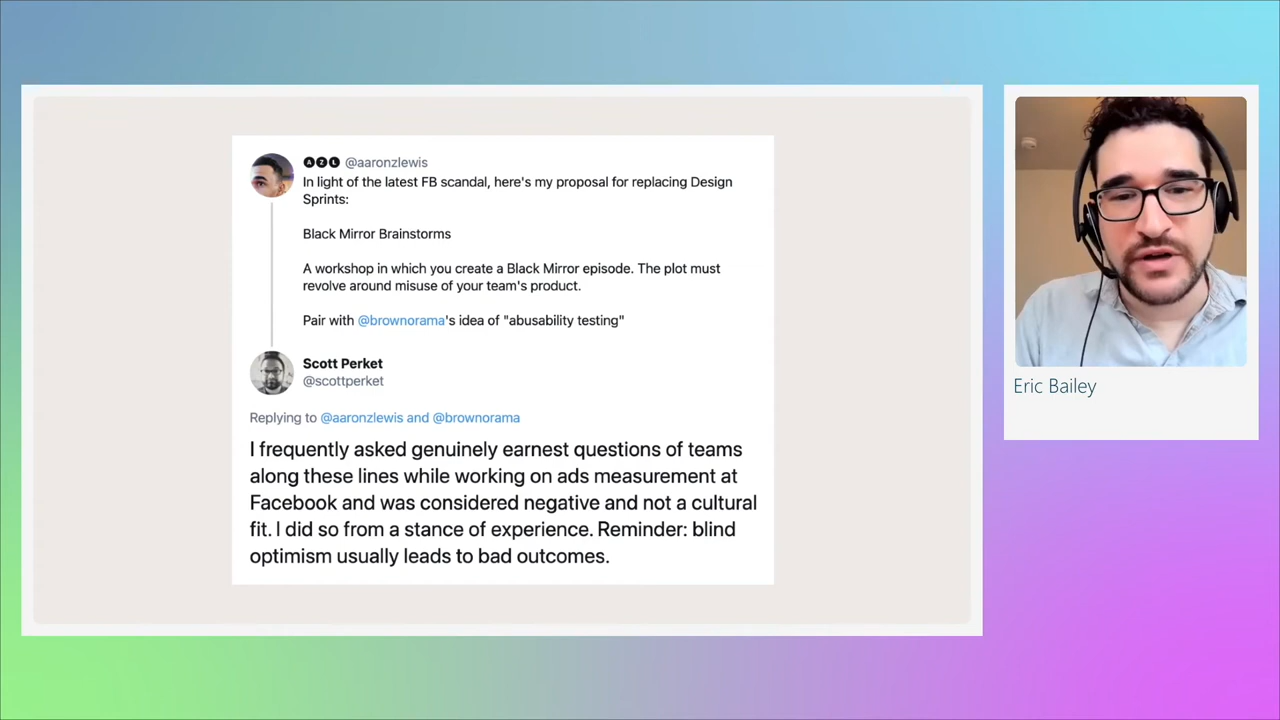 🅐🅩🅛 @aaronzlewis
In light of the latest FB scandal, here's my proposal for replacing Design
Sprints:
Black Mirror Brainstorms
A workshop in which you create a Black Mirror episode. The plot must
revolve around misuse of your team's product.
Pair with @brownorama's idea of "abusability testing"
Scott Perket
@scottperket
Replying to @aaronzlewis and @brownorama
I frequently asked genuinely earnest questions of teams
along these lines while working on ads measurement at
Facebook and was considered negative and not a cultural
fit. I did so from a stance of experience. Reminder: blind
optimism usually leads to bad outcomes.
Eric Bailey